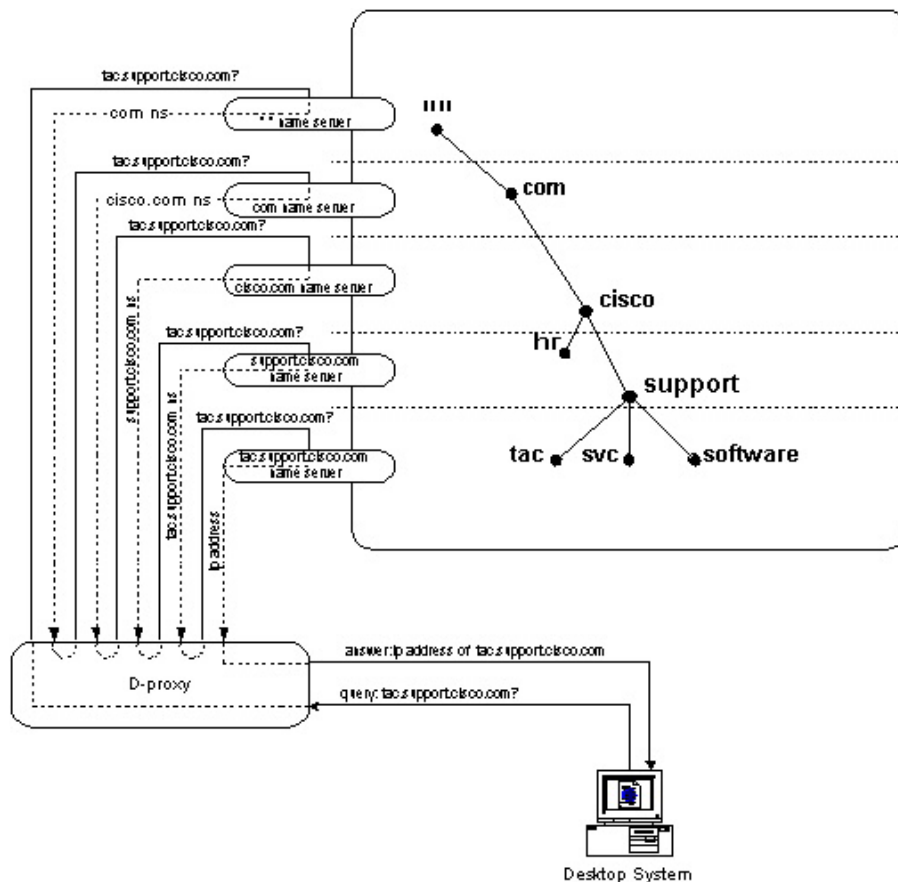 tac.support.cisco.com?
com ns
" " name server
""
tac.support.cisco.com?
cisco.com ns
com name server
com
tac.support.cisco.com?
support.cisco.com ns
cisco.com name server
cisco
hr
tac.support.cisco.com?
tac.support.cisco.com ns
support.cisco.com
name server
support
tac.support.cisco.com?
ip address
tac.support.cisco.com
name server
tac
svc
software
D-proxy
answer:ip address of tac.support.cisco.com
query:tac.support.cisco.com?
Desktop System